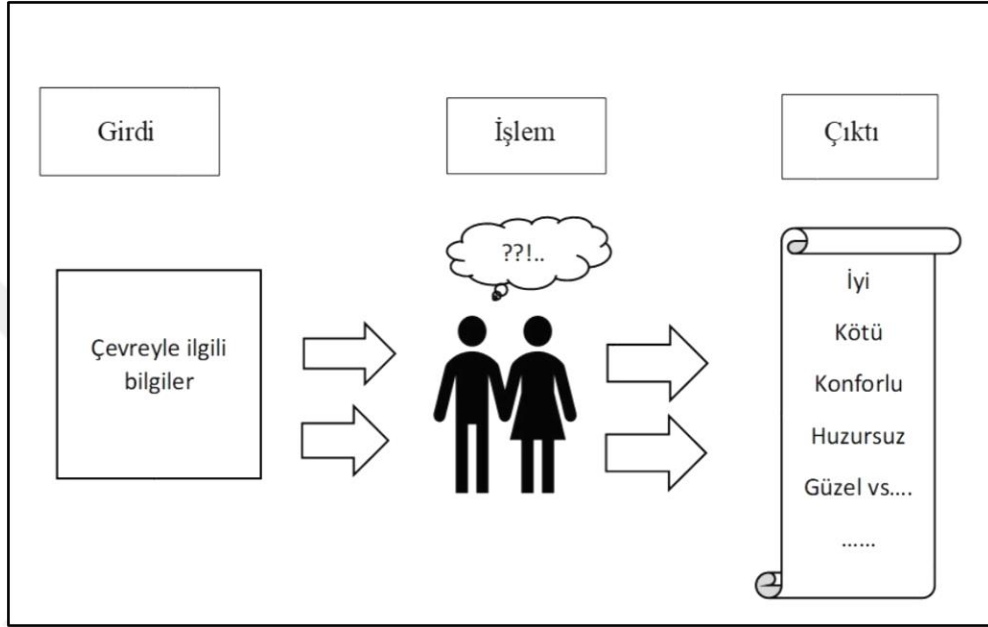 Girdi
İşlem
Çıktı
Çevreyle ilgili
bilgiler
??!..
İyi
Kötü
Konforlu
Huzursuz
Güzel vs....
......